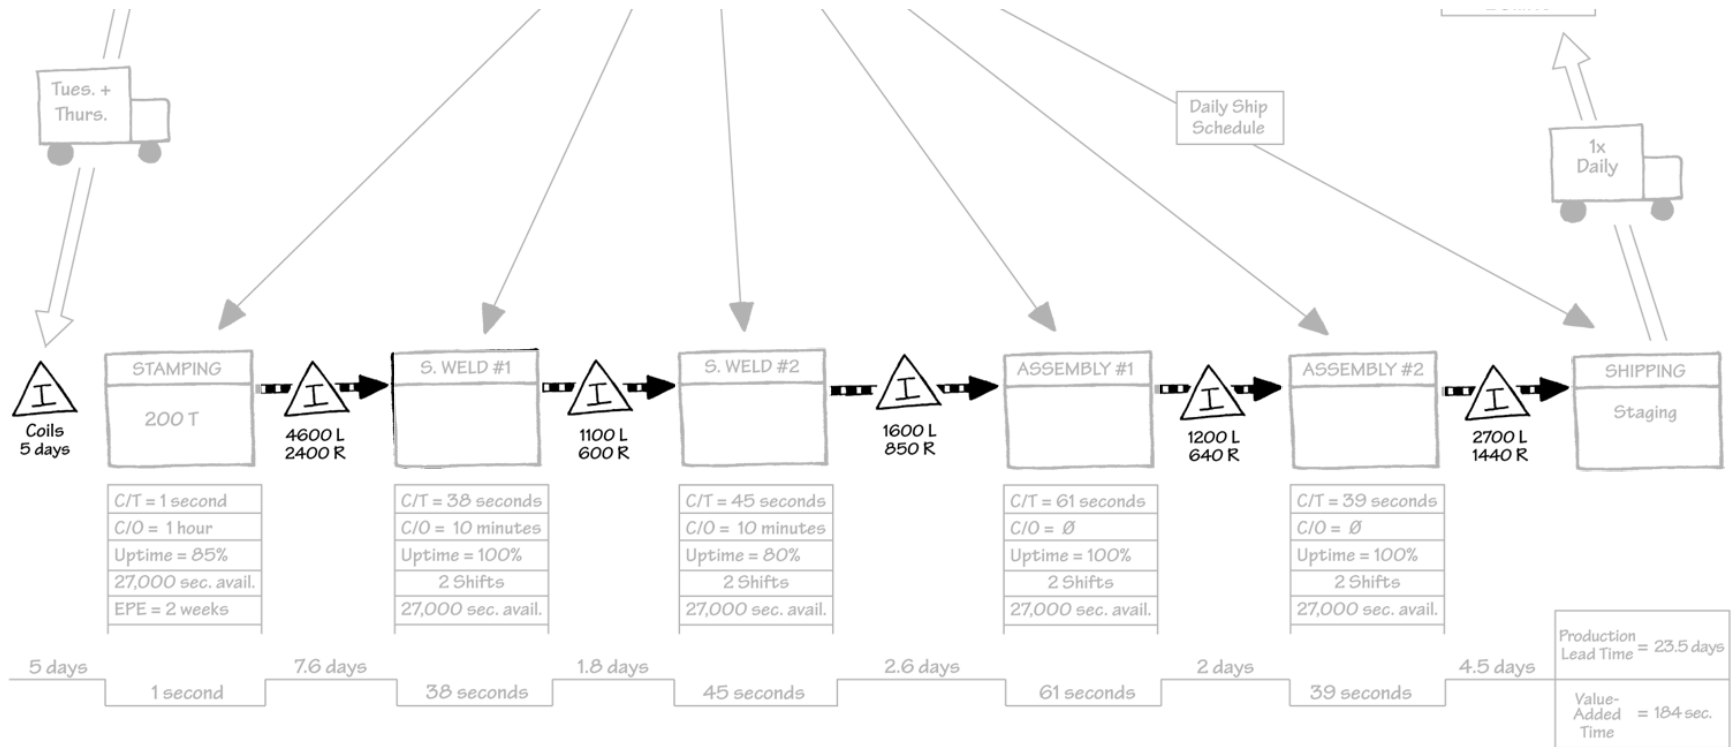 Tues. +
Thurs.
Daily Ship
Schedule
1x
Daily
I
Coils
5 days
STAMPING
200 T
I
4600 L
2400 R
S. WELD #1
I
1100 L
600 R
S. WELD #2
I
1600 L
850 R
ASSEMBLY #1
I
1200 L
640 R
ASSEMBLY #2
I
2700 L
1440 R
SHIPPING
Staging
C/T = 1 second
C/O = 1 hour
Uptime = 85%
27,000 sec. avail.
EPE = 2 weeks
C/T = 38 seconds
C/O = 10 minutes
Uptime = 100%
2 Shifts
27,000 sec. avail.
C/T = 45 seconds
C/O = 10 minutes
Uptime = 80%
2 Shifts
27,000 sec. avail.
C/T = 61 seconds
C/O = Ø
Uptime = 100%
2 Shifts
27,000 sec. avail.
C/T = 39 seconds
C/O = Ø
Uptime = 100%
2 Shifts
27,000 sec. avail.
5 days
1 second
7.6 days
38 seconds
1.8 days
45 seconds
2.6 days
61 seconds
2 days
39 seconds
4.5 days
Production
Lead Time = 23.5 days
Value-
Added = 184 sec.
Time